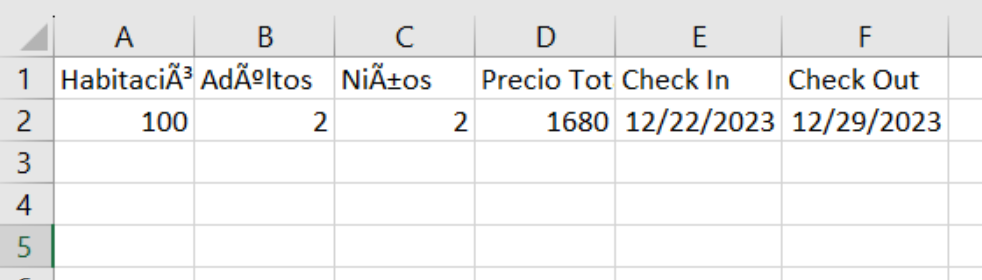 A B C D E F
1 HabitaciÃ³ AdÃºltos NiÃ±os Precio Tot Check In Check Out
2 100 2 2 1680 12/22/2023 12/29/2023
3
4
5